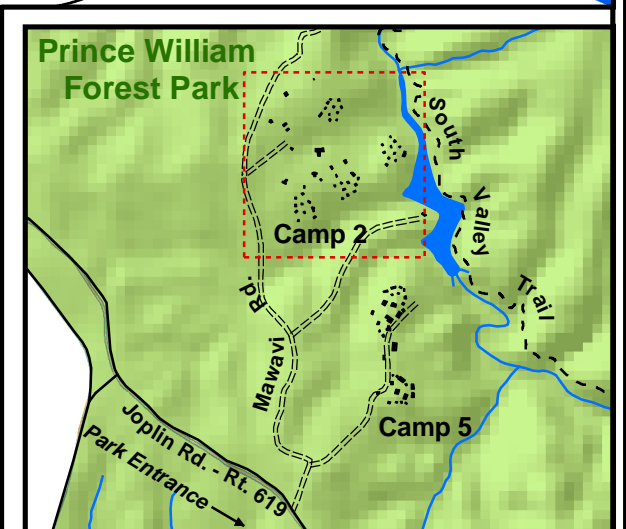 Prince William
Forest Park
South
Valley
Trail
Camp 2
Mawavi Rd.
Camp 5
Joplin Rd. - Rt. 619
Park Entrance